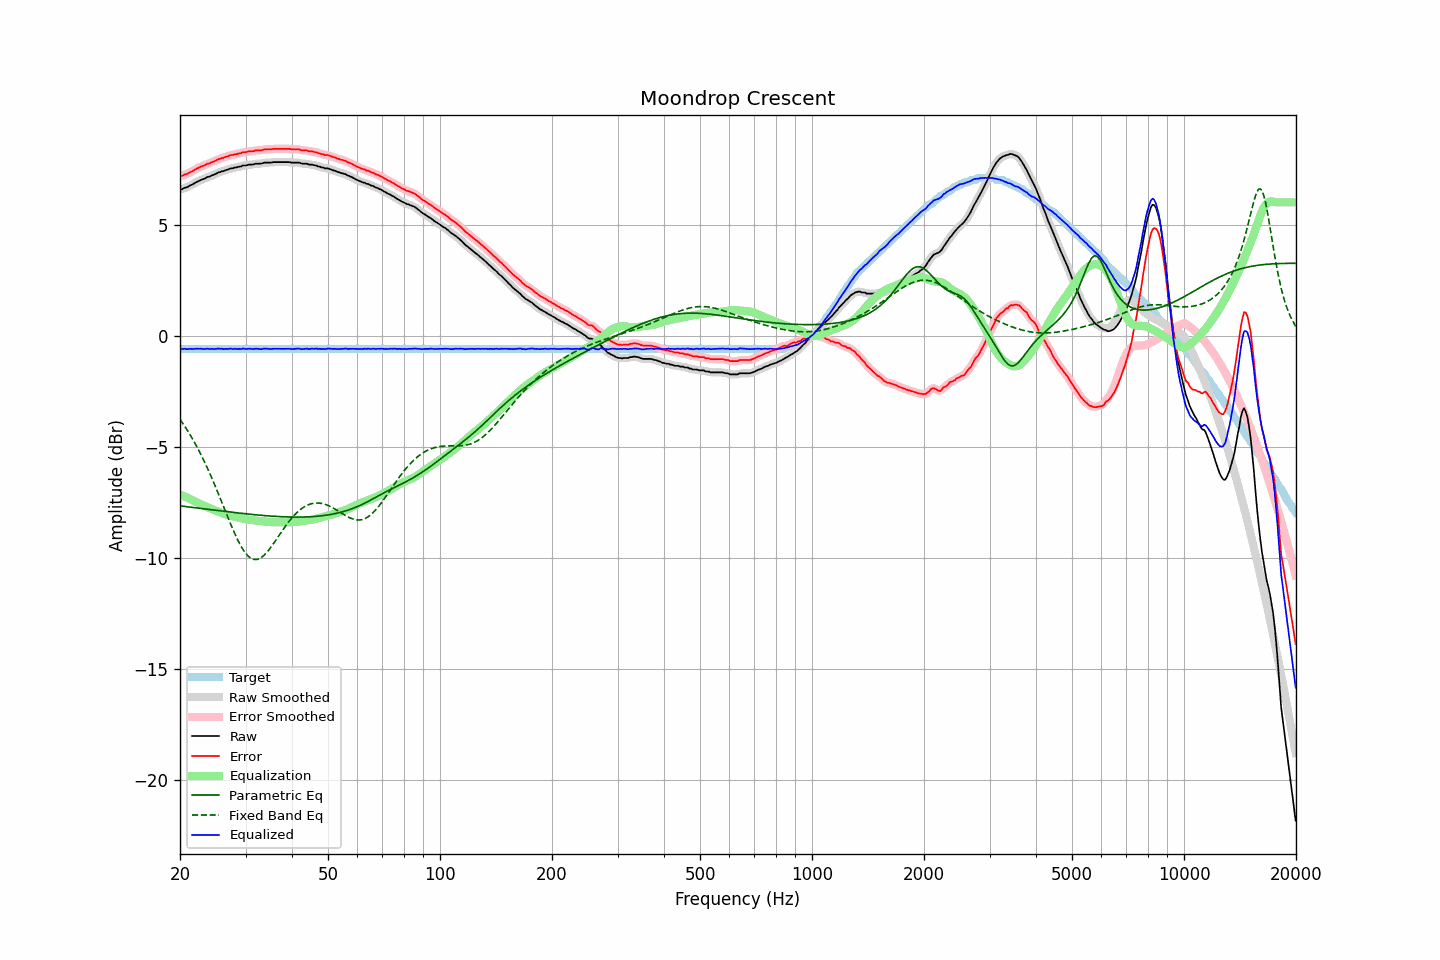 Moondrop Crescent
Amplitude (dBr)
5
0
−5
−10
−15
−20
Target
Raw Smoothed
Error Smoothed
Raw
Error
Equalization
Parametric Eq
Fixed Band Eq
Equalized
20 50 100 200 500 1000 2000 5000 10000 20000
Frequency (Hz)